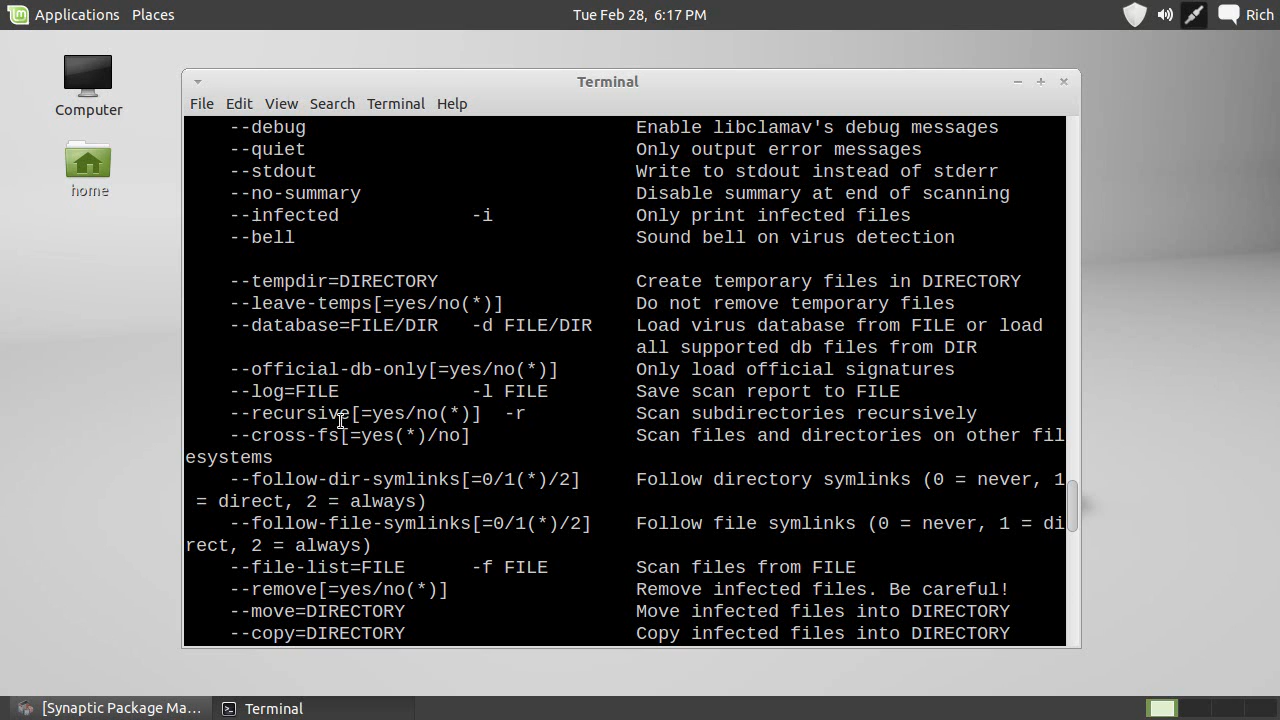 Applications Places Tue Feb 28, 6:17 PM Rich
Computer
home
Terminal
File Edit View Search Terminal Help
--debug Enable libclamav's debug messages
--quiet Only output error messages
--stdout Write to stdout instead of stderr
--no-summary Disable summary at end of scanning
--infected -i Only print infected files
--bell Sound bell on virus detection
--tempdir=DIRECTORY Create temporary files in DIRECTORY
--leave-temps[=yes/no(*)] Do not remove temporary files
--database=FILE/DIR -d FILE/DIR Load virus database from FILE or load
all supported db files from DIR
--official-db-only[=yes/no(*)] Only load official signatures
--log=FILE -l FILE Save scan report to FILE
--recursive[=yes/no(*)] -r Scan subdirectories recursively
--cross-fs[=yes(*)/no] Scan files and directories on other fil
esystems
--follow-dir-symlinks[=0/1(*)/2] Follow directory symlinks (0 = never, 1
= direct, 2 = always)
--follow-file-symlinks[=0/1(*)/2] Follow file symlinks (0 = never, 1 = di
rect, 2 = always)
--file-list=FILE -f FILE Scan files from FILE
--remove[=yes/no(*)] Remove infected files. Be careful!
--move=DIRECTORY Move infected files into DIRECTORY
--copy=DIRECTORY Copy infected files into DIRECTORY
[Synaptic Package Ma... Terminal